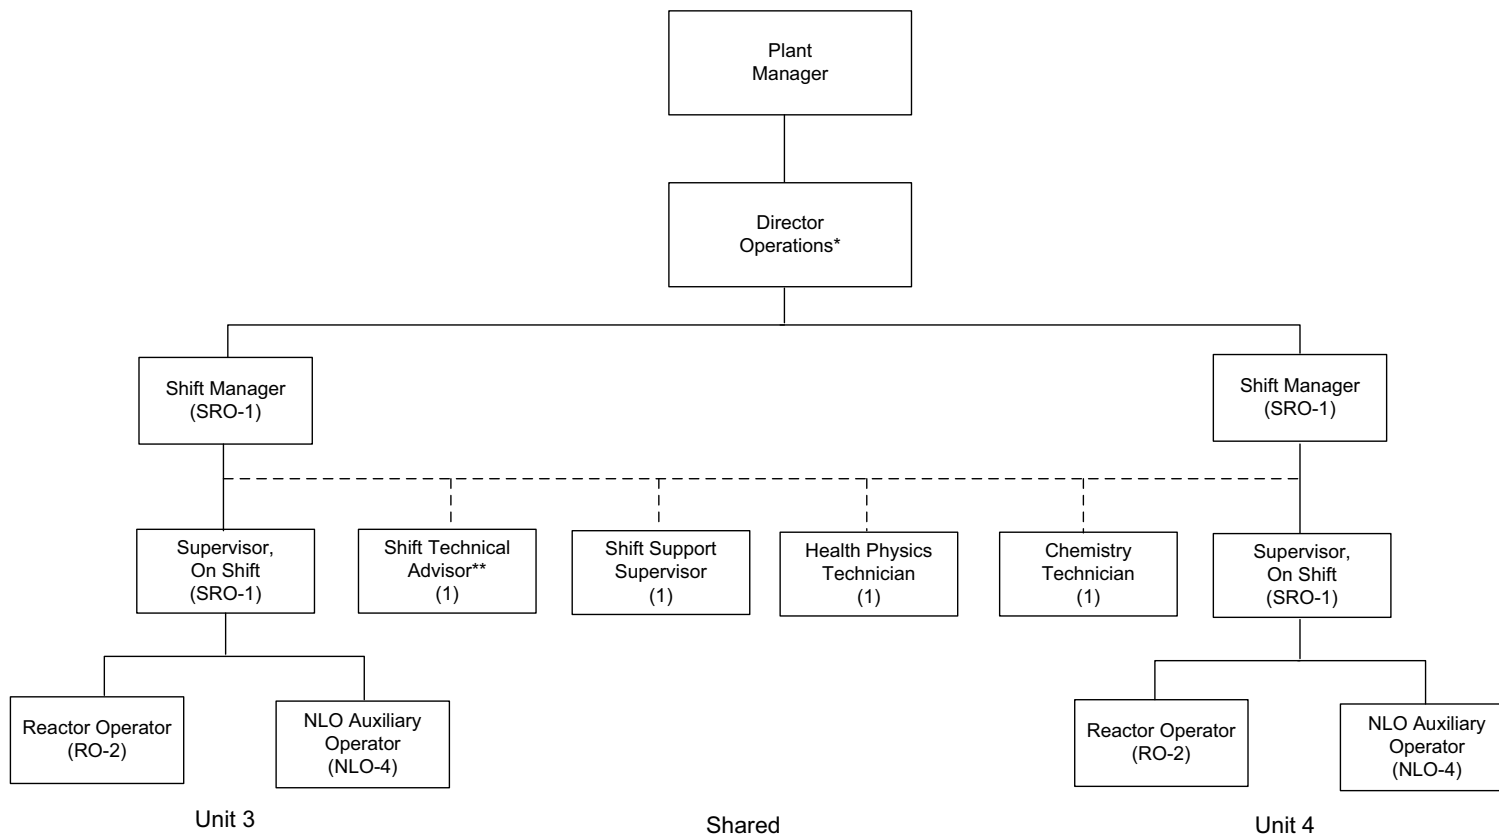 Plant
Manager
Director
Operations*
Shift Manager
(SRO-1)
Shift Manager
(SRO-1)
Supervisor,
On Shift
(SRO-1)
Shift Technical
Advisor**
(1)
Shift Support
Supervisor
(1)
Health Physics
Technician
(1)
Chemistry
Technician
(1)
Supervisor,
On Shift
(SRO-1)
Reactor Operator
(RO-2)
NLO Auxiliary
Operator
(NLO-4)
Reactor Operator
(RO-2)
NLO Auxiliary
Operator
(NLO-4)
Unit 3
Shared
Unit 4